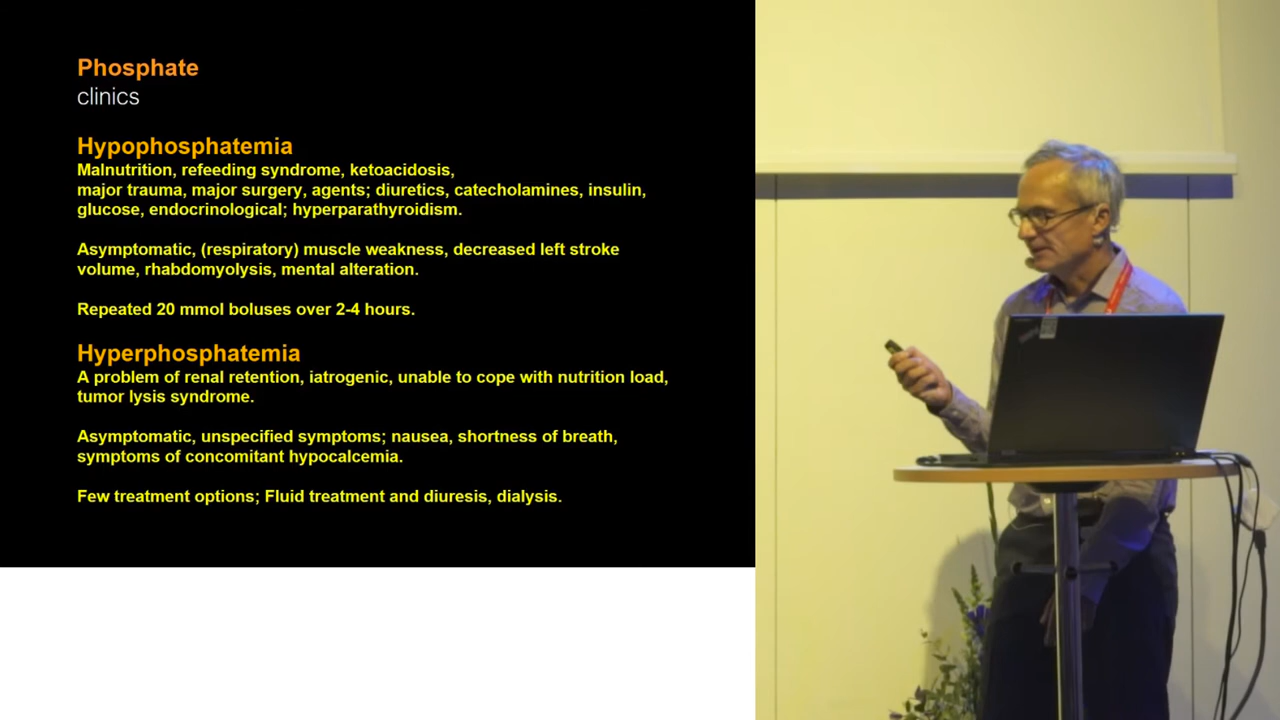 Phosphate
clinics
Hypophosphatemia
Malnutrition, refeeding syndrome, ketoacidosis,
major trauma, major surgery, agents; diuretics, catecholamines, insulin,
glucose, endocrinological; hyperparathyroidism.
Asymptomatic, (respiratory) muscle weakness, decreased left stroke
volume, rhabdomyolysis, mental alteration.
Repeated 20 mmol boluses over 2-4 hours.
Hyperphosphatemia
A problem of renal retention, iatrogenic, unable to cope with nutrition load,
tumor lysis syndrome.
Asymptomatic, unspecified symptoms; nausea, shortness of breath,
symptoms of concomitant hypocalcemia.
Few treatment options; Fluid treatment and diuresis, dialysis.